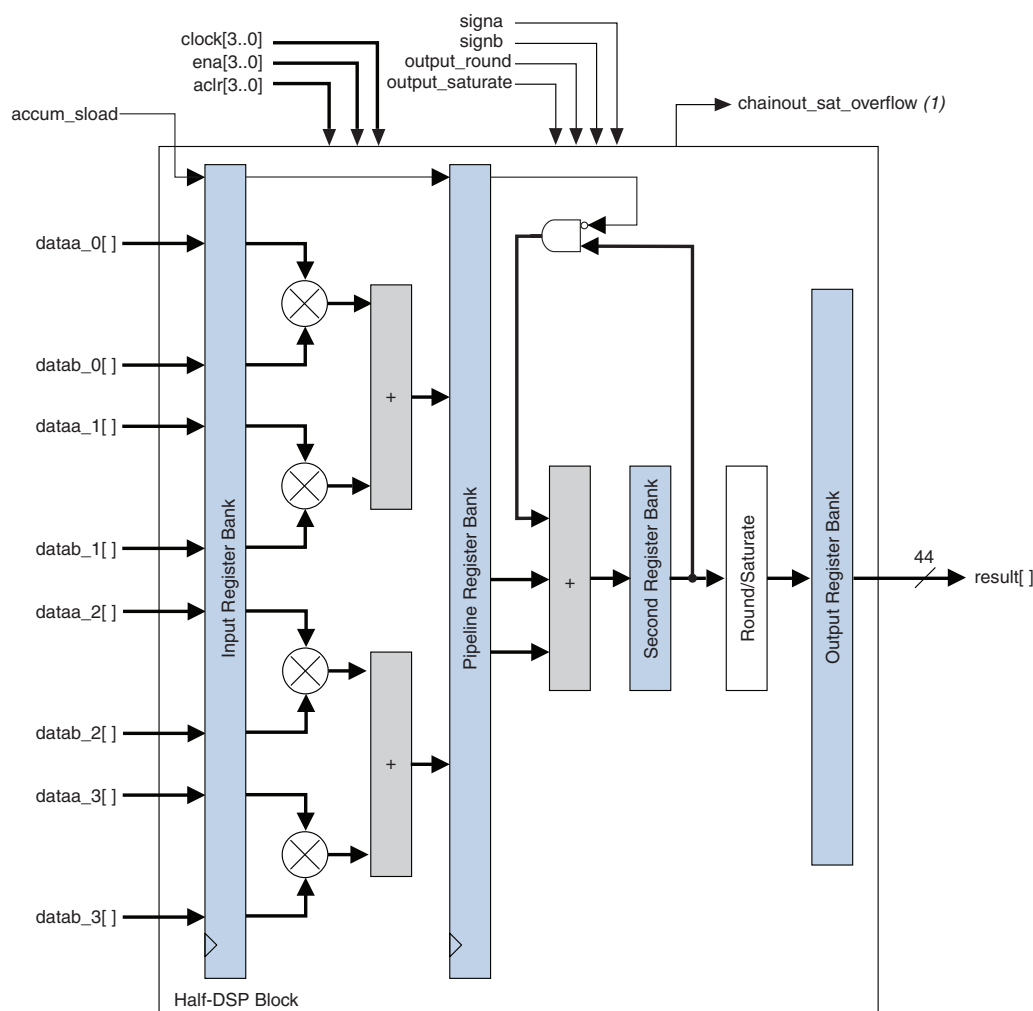 clock[3..0]
ena[3..0]
aclr[3..0]
signa
signb
output_round
output_saturate
chainout_sat_overflow (1)
accum_sload
dataa_0[ ]
datab_0[ ]
dataa_1[ ]
datab_1[ ]
dataa_2[ ]
datab_2[ ]
dataa_3[ ]
datab_3[ ]
Input Register Bank
+
+
Pipeline Register Bank
+
Second Register Bank
Round/Saturate
Output Register Bank
44
result[ ]
Half-DSP Block